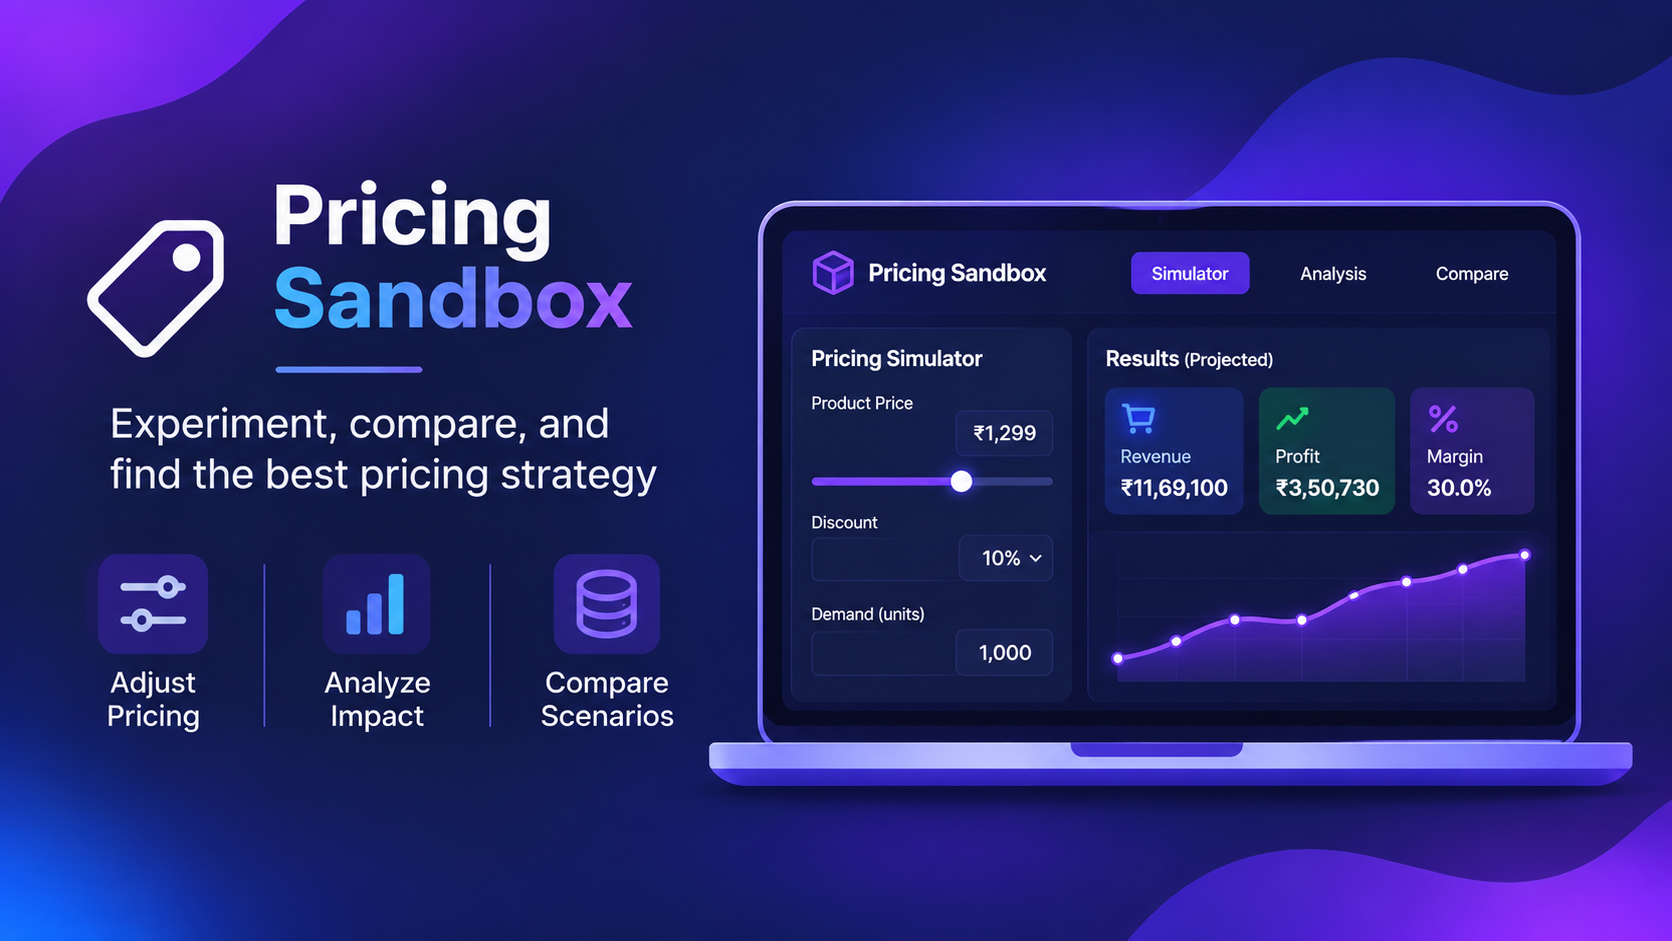 Pricing
Sandbox
Experiment, compare, and
find the best pricing strategy
Adjust
Pricing
Analyze
Impact
Compare
Scenarios
Pricing Sandbox
Simulator
Analysis
Compare
Pricing Simulator
Product Price
₹1,299
Discount
10%
Demand (units)
1,000
Results (Projected)
Revenue
₹11,69,100
Profit
₹3,50,730
Margin
30.0%